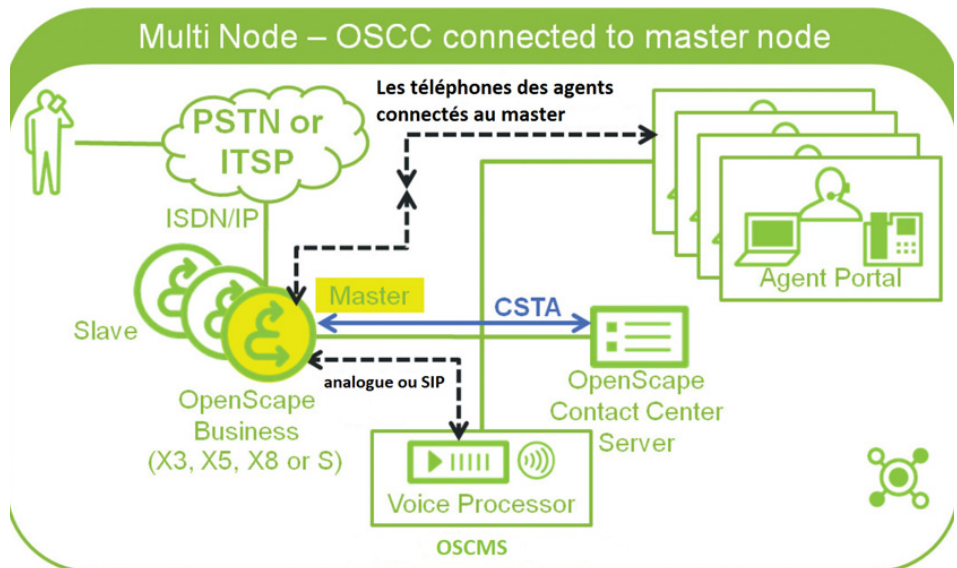 Multi Node – OSCC connected to master node
Les téléphones des agents
connectés au master
PSTN or
ITSP
ISDN/IP
Master
CSTA
Slave
Agent Portal
analogue ou SIP
OpenScape
Business
(X3, X5, X8 or S)
OpenScape
Contact Center
Server
Voice Processor
OSCMS